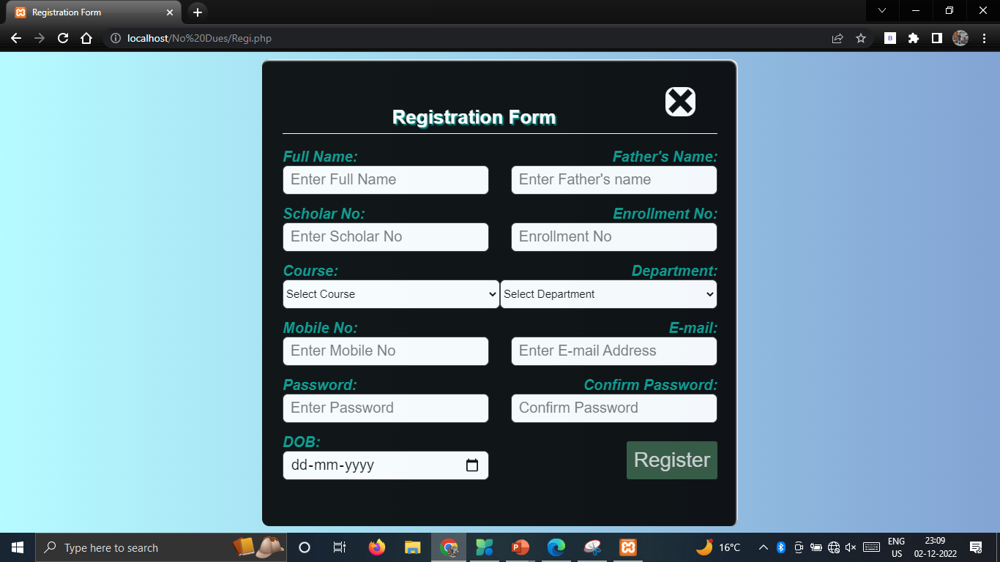 Registration Form
localhost/No%20Dues/Regi.php
B
Registration Form
Full Name: Father's Name:
Enter Full Name Enter Father's name
Scholar No: Enrollment No:
Enter Scholar No Enrollment No
Course: Department:
Select Course Select Department
Mobile No: E-mail:
Enter Mobile No Enter E-mail Address
Password: Confirm Password:
Enter Password Confirm Password
DOB:
dd-mm-yyyy Register
Type here to search 16°C ENG 23:09
US 02-12-2022